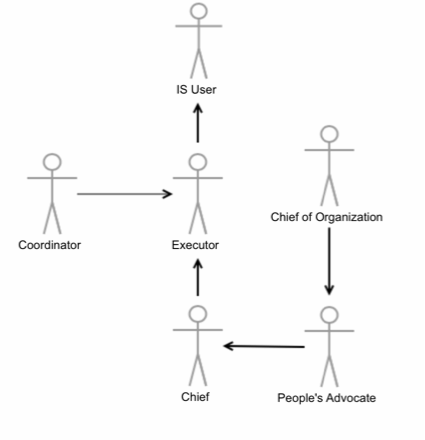 IS User
Coordinator
Executor
Chief of Organization
Chief
People's Advocate